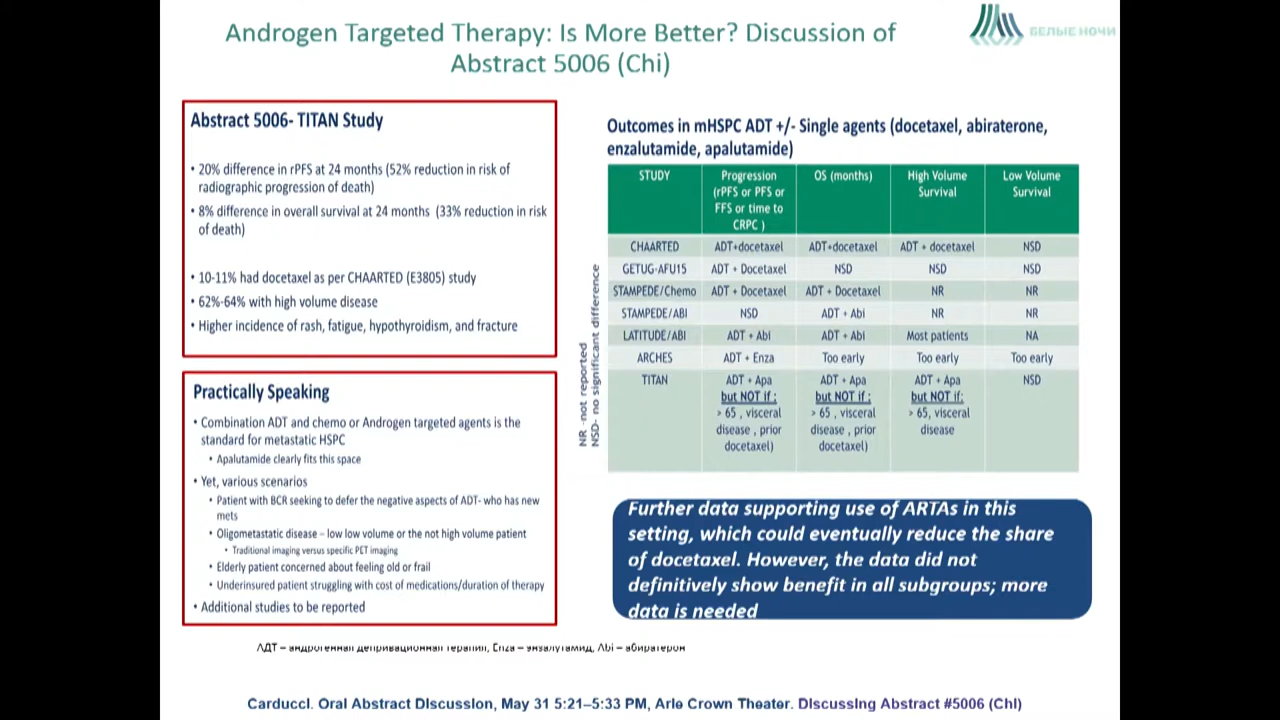 Androgen Targeted Therapy: Is More Better? Discussion of
Abstract 5006 (Chi)
БЕЛЫЕ НОЧИ
Abstract 5006- TITAN Study
• 20% difference in rPFS at 24 months (52% reduction in risk of
radiographic progression of death)
• 8% difference in overall survival at 24 months (33% reduction in risk
of death)
• 10-11% had docetaxel as per CHAARTED (E3805) study
• 62%-64% with high volume disease
• Higher incidence of rash, fatigue, hypothyroidism, and fracture
Practically Speaking
• Combination ADT and chemo or Androgen targeted agents is the
standard for metastatic HSPC
• Apalutamide clearly fits this space
• Yet, various scenarios
• Patient with BCR seeking to defer the negative aspects of ADT- who has new
mets
• Oligometastatic disease – low low volume or the not high volume patient
• Traditional imaging versus specific PET imaging
• Elderly patient concerned about feeling old or frail
• Underinsured patient struggling with cost of medications/duration of therapy
• Additional studies to be reported
NR -not reported
NSD- no significant difference
Outcomes in mHSPC ADT +/- Single agents (docetaxel, abiraterone,
enzalutamide, apalutamide)
STUDY Progression OS (months) High Volume Low Volume
(rPFS or PFS or Survival Survival
FFS or time to
CRPC )
CHAARTED ADT+docetaxel ADT+docetaxel ADT + docetaxel NSD
GETUG-AFU15 ADT + Docetaxel NSD NSD NSD
STAMPEDE/Chemo ADT + Docetaxel ADT + Docetaxel NR NR
STAMPEDE/ABI NSD ADT + Abi NR NR
LATITUDE/ABI ADT + Abi ADT + Abi Most patients NA
ARCHES ADT + Enza Too early Too early Too early
TITAN ADT + Apa ADT + Apa ADT + Apa NSD
but NOT if : but NOT if : but NOT if:
> 65 , visceral > 65 , visceral > 65, visceral
disease , prior disease , prior disease
docetaxel) docetaxel)
Further data supporting use of ARTAs in this
setting, which could eventually reduce the share
of docetaxel. However, the data did not
definitively show benefit in all subgroups; more
data is needed
АДТ – андрогенная депривационная терапия, Enza – энзалутамид, Abi – абиратерон
Carducci. Oral Abstract Discussion, May 31 5:21–5:33 PM, Arie Crown Theater. Discussing Abstract #5006 (Chi)